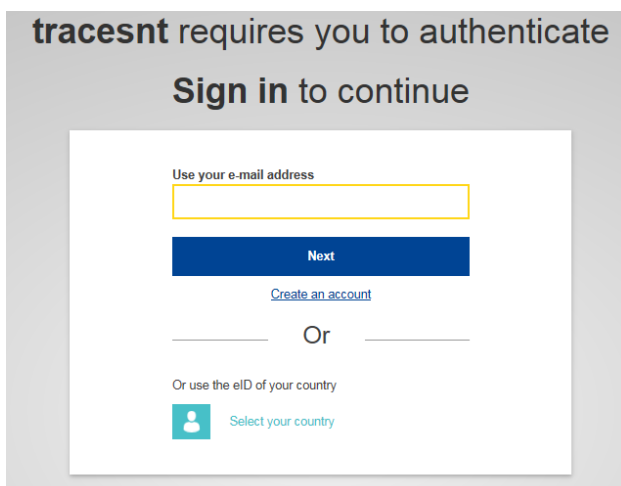 tracesnt requires you to authenticate
Sign in to continue
Use your e-mail address
Next
Create an account
Or
Or use the eID of your country
Select your country